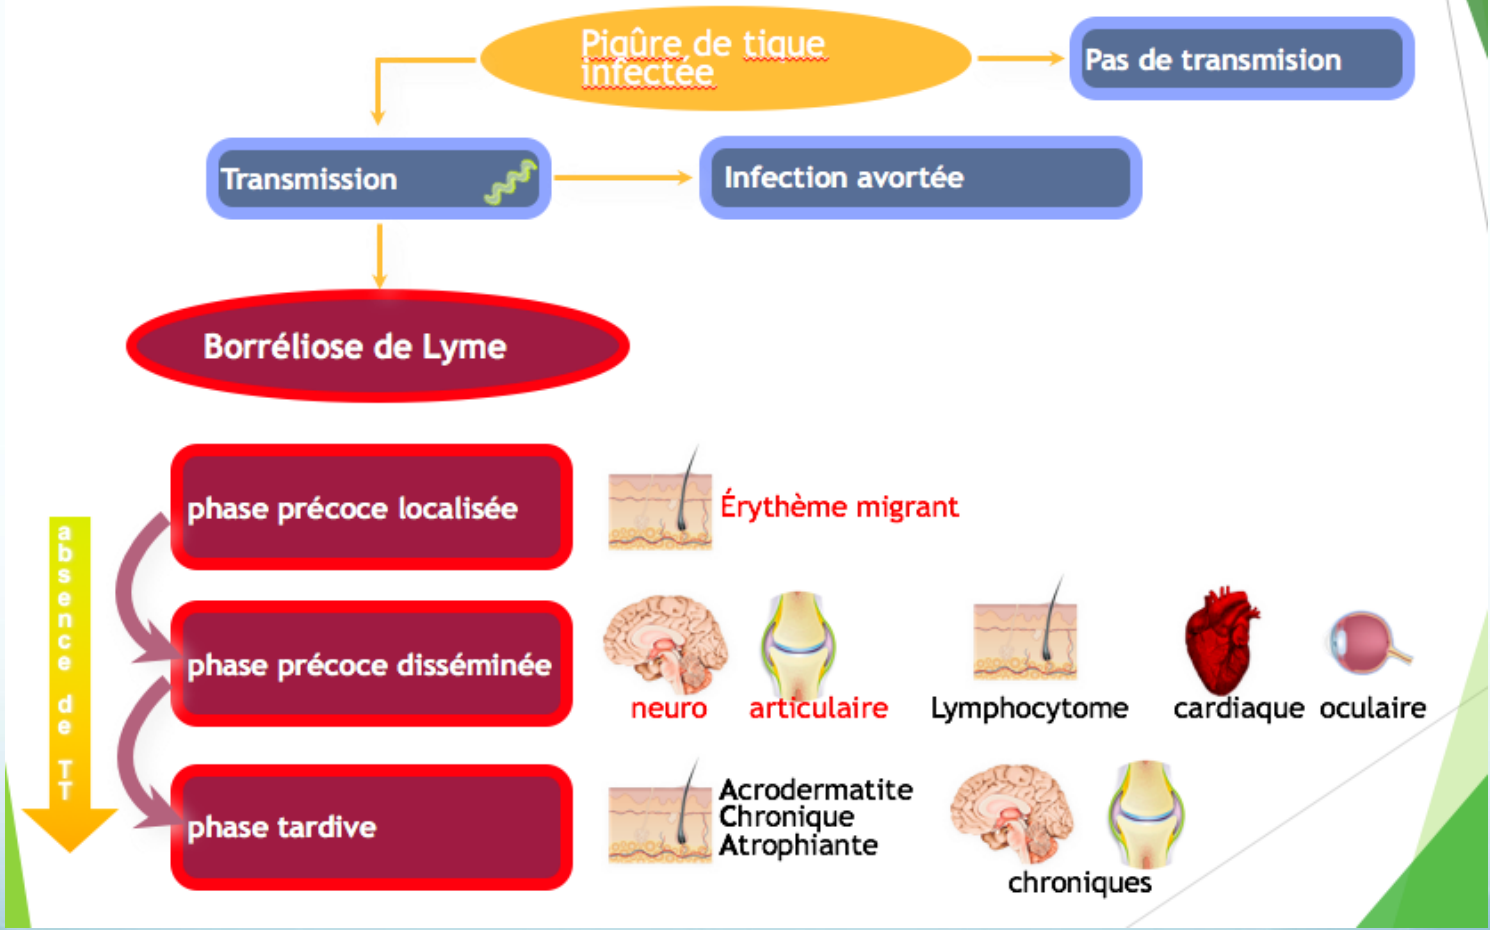 Piqûre de tique
infectée
Pas de transmision
Transmission
Infection avortée
Borréliose de Lyme
absence de TT
phase précoce localisée
Érythème migrant
phase précoce disséminée
neuro
articulaire
Lymphocytome
cardiaque
oculaire
phase tardive
Acrodermatite
Chronique
Atrophiante
chroniques